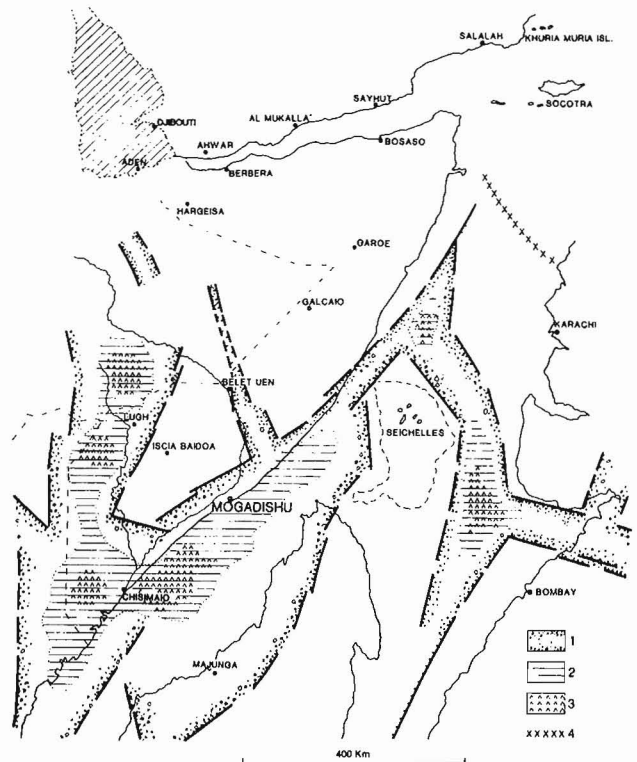 SALALAH
KHURIA MURIA ISL.
SAYHUT
SOCOTRA
AL MUKALLA
DJIBOUTI
AHWAR
BOSASO
ADEN
BERBERA
HARGEISA
GAROE
GALCAIO
KARACHI
BELET UEN
LUGH
SEICHELLES
ISCIA BAIDOA
MOGADISHU
CHISIMAIO
BOMBAY
1
MAJUNGA
2
3
xxxxx 4
400 Km